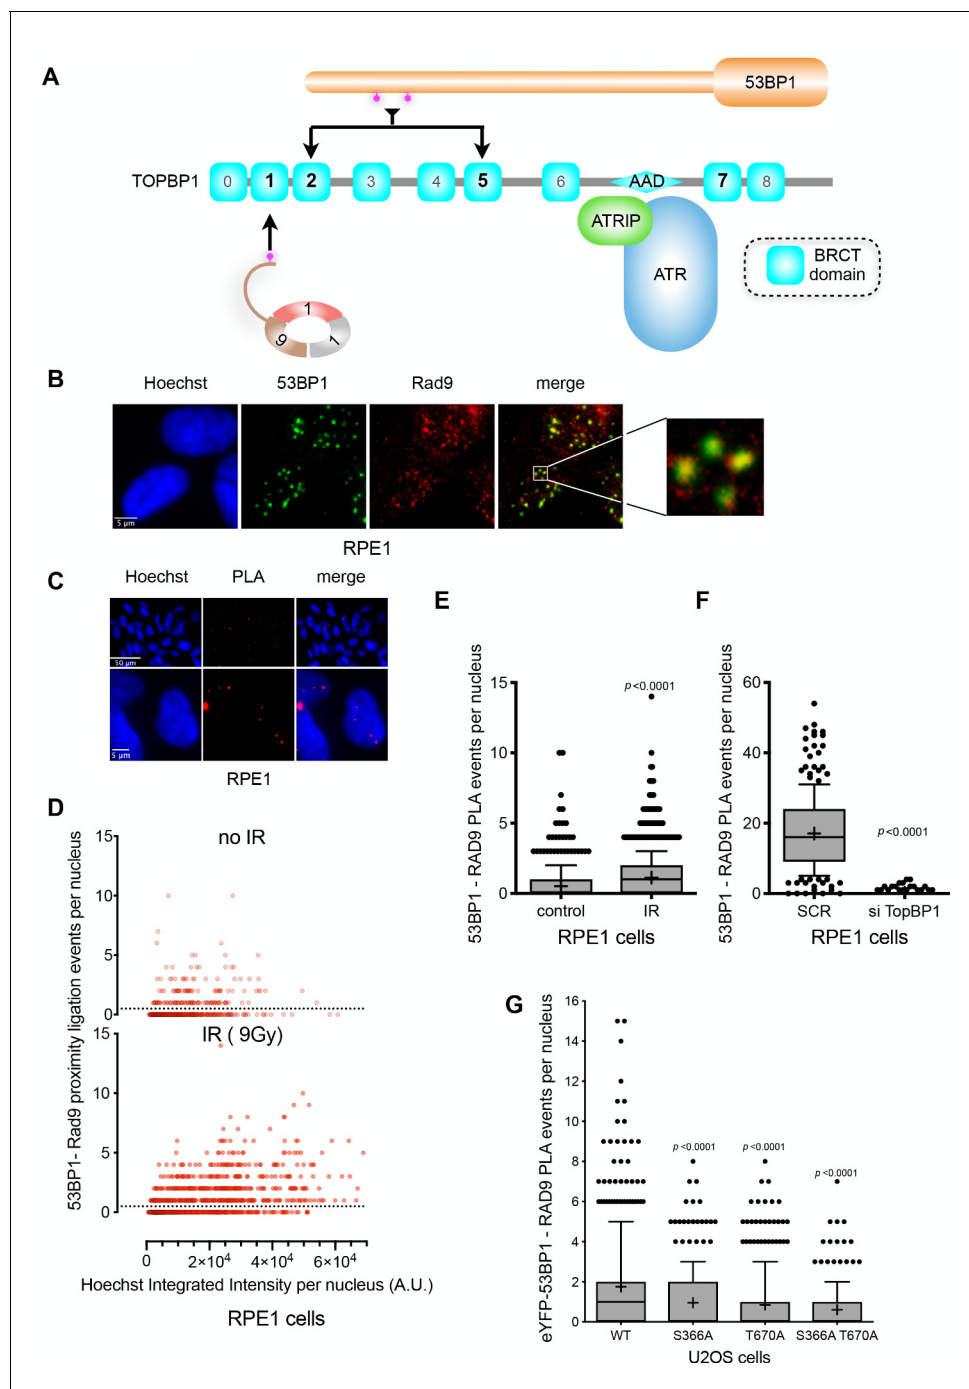 A
53BP1
TOPBP1
0 1 2 3 4 5 6 AAD 7 8
ATRIP
ATR
BRCT
domain
1
9
1
B
Hoechst 53BP1 Rad9 merge
5 µm
RPE1
C
Hoechst PLA merge
50 µm
5 µm
RPE1
D
53BP1- Rad9 proximity ligation events per nucleus
no IR
15
10
5
0
IR ( 9Gy)
15
10
5
0
0 2×10⁴ 4×10⁴ 6×10⁴
Hoechst Integrated Intensity per nucleus (A.U.)
RPE1 cells
E
53BP1 - RAD9 PLA events per nucleus
15
10
5
0
p<0.0001
control IR
RPE1 cells
F
53BP1 - RAD9 PLA events per nucleus
60
40
20
0
p<0.0001
SCR si TopBP1
RPE1 cells
G
eYFP-53BP1 - RAD9 PLA events per nucleus
16
15
14
12
10
8
6
4
2
0
p<0.0001 p<0.0001 p<0.0001
WT S366A T670A S366A T670A
U2OS cells